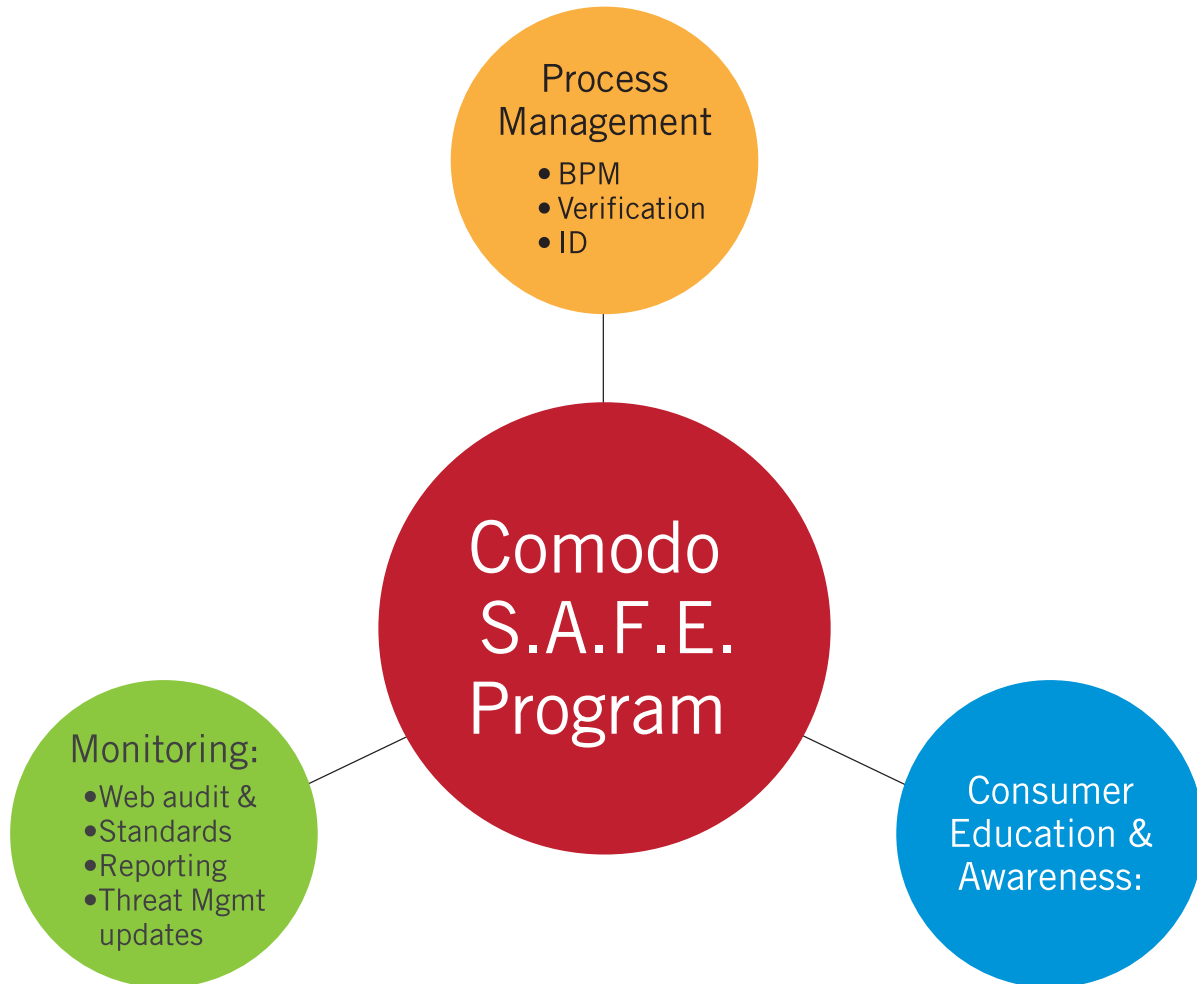 Process
Management
• BPM
• Verification
• ID
Comodo
S.A.F.E.
Program
Monitoring:
•Web audit &
•Standards
•Reporting
•Threat Mgmt
updates
Consumer
Education &
Awareness: